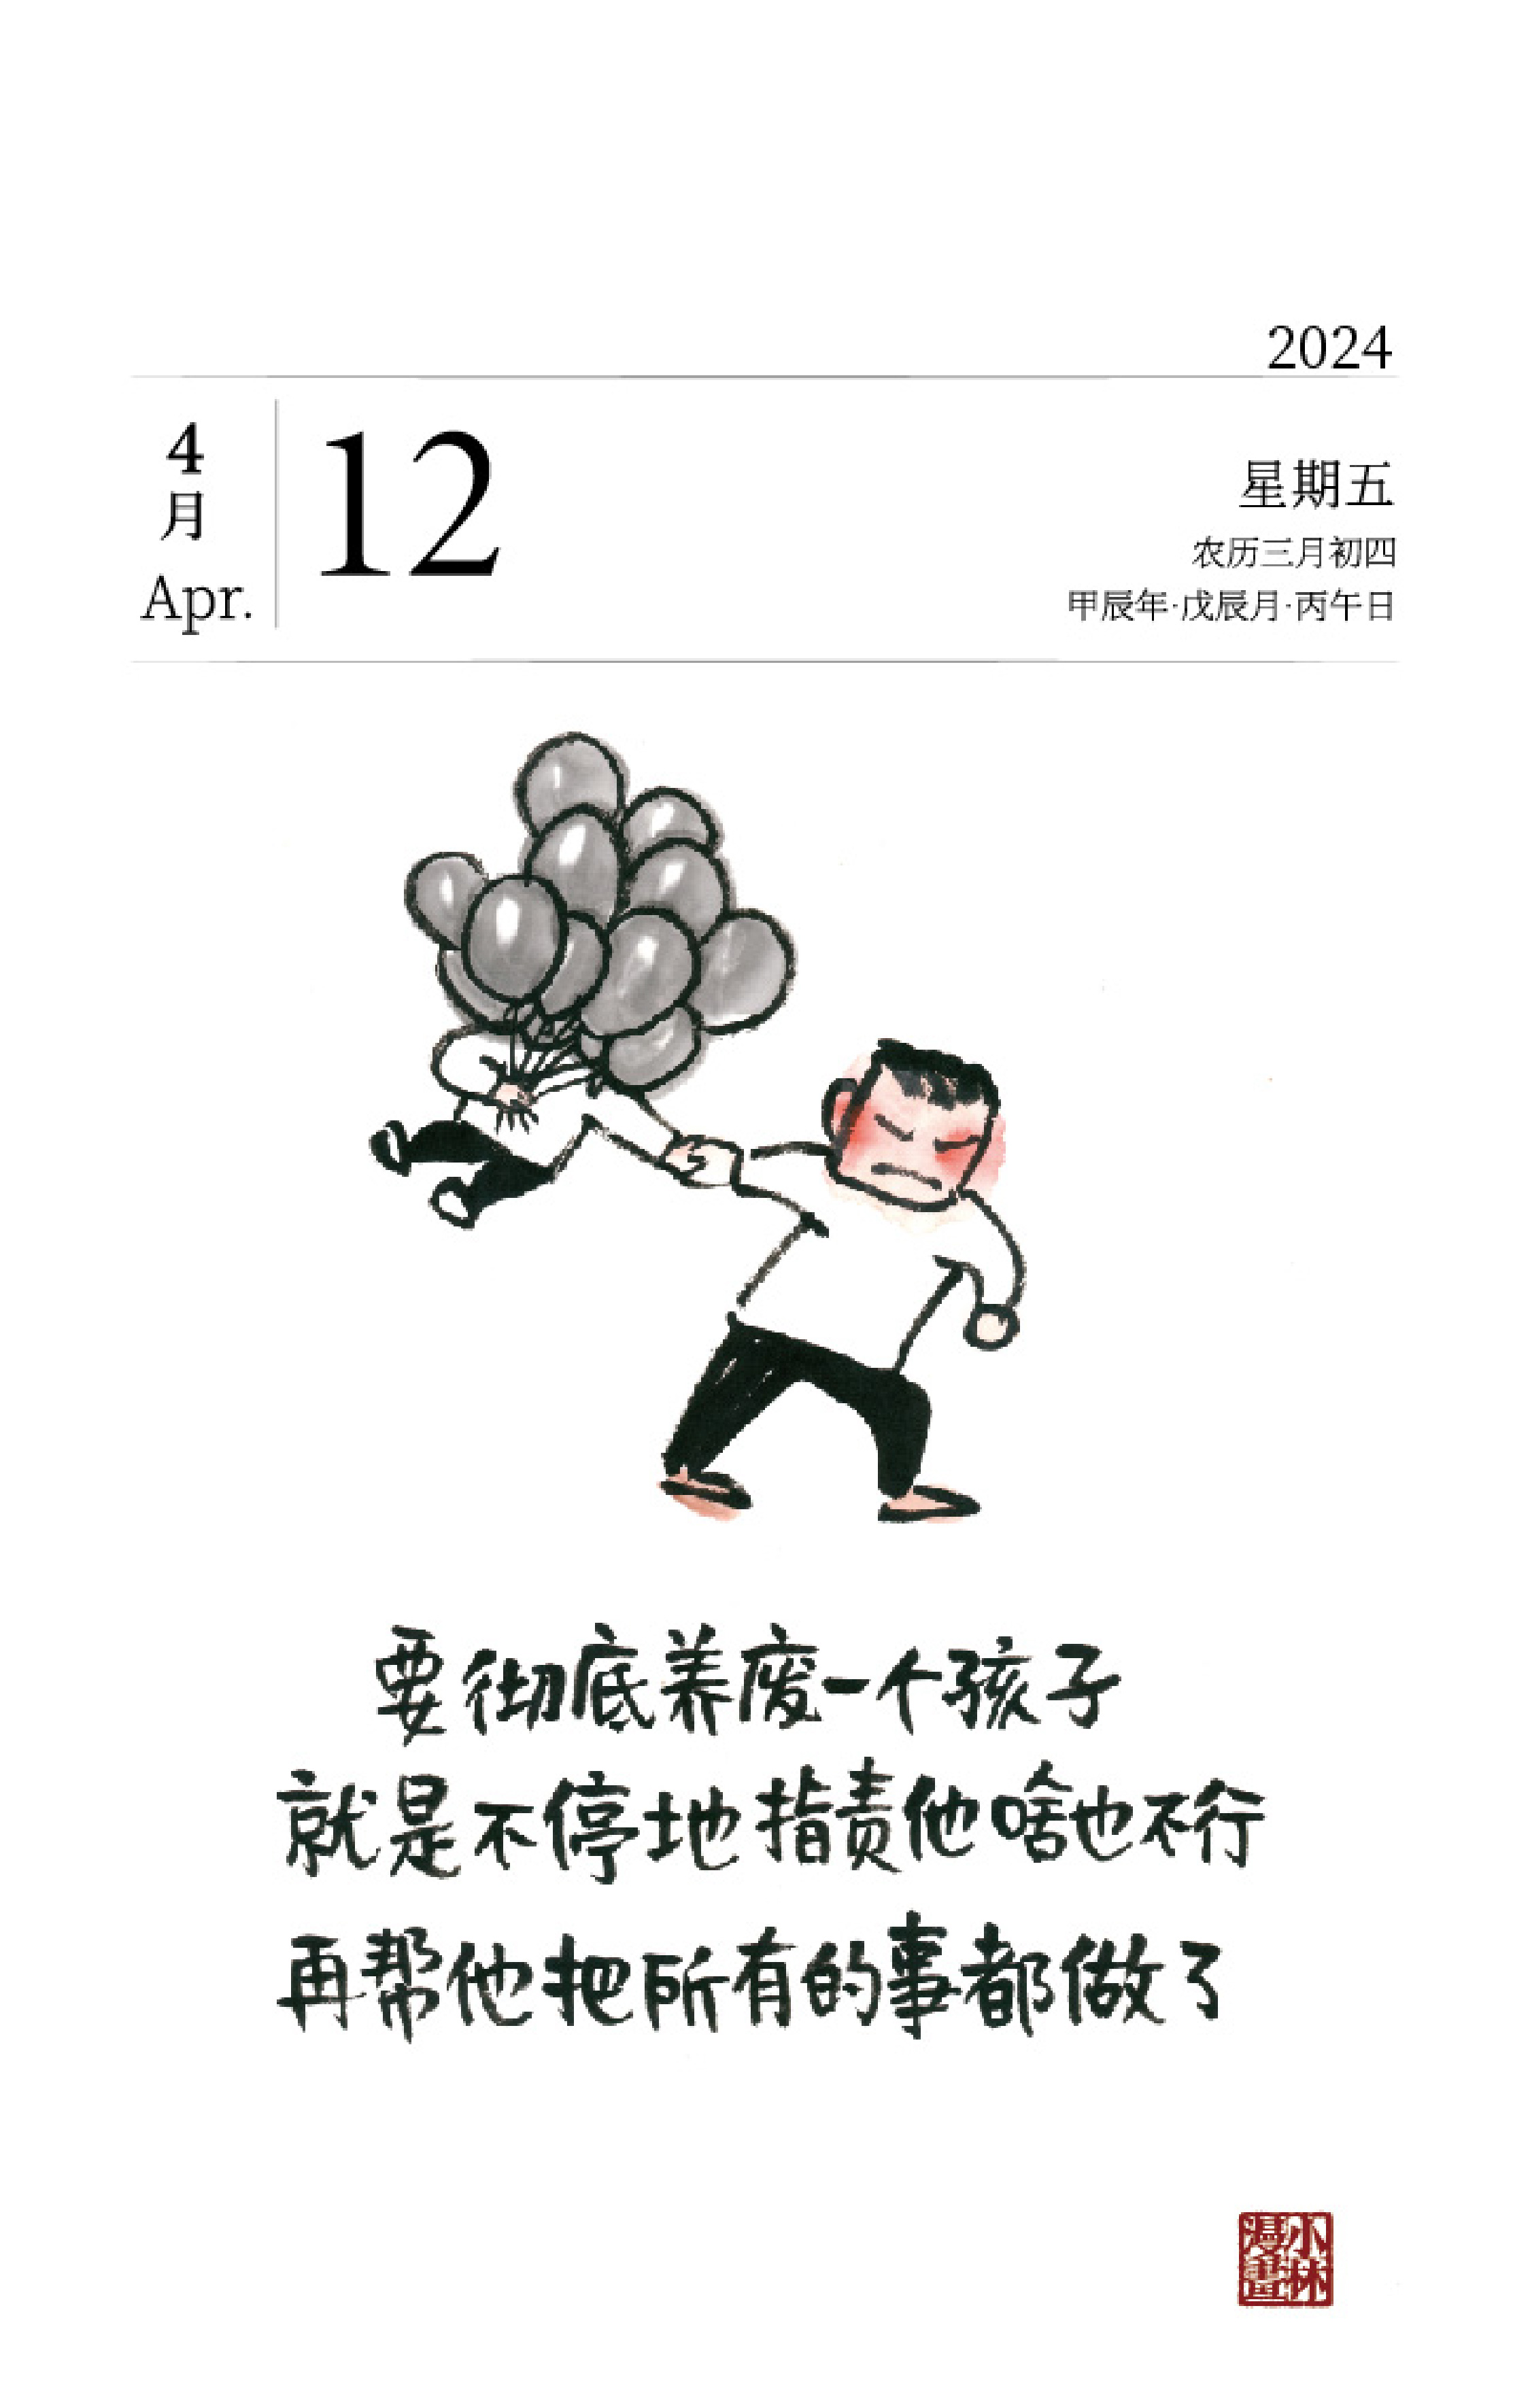 2024
4
月
Apr.
12
星期五
农历三月初四
甲辰年·戊辰月·丙午日
要彻底养废一个孩子
就是不停地指责他啥也不行
再帮他把所有的事都做了
小林
漫畫